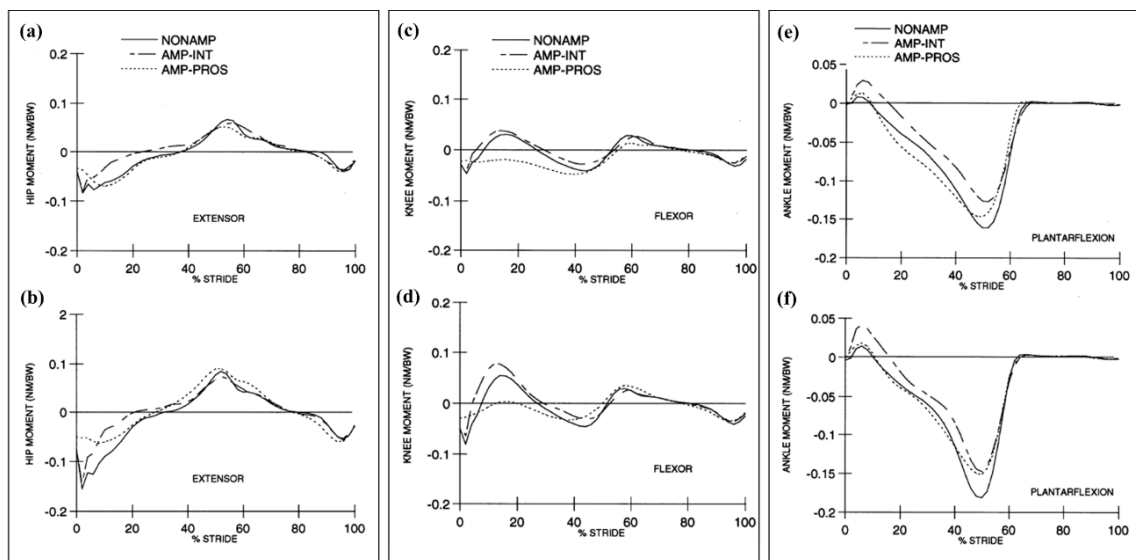 (a)
NONAMP
AMP-INT
AMP-PROS
0.2
0.1
0
-0.1
-0.2
HIP MOMENT (NM/BW)
EXTENSOR
0 20 40 60 80 100
% STRIDE
(b)
0.2
2
0.1
0
-0.1
-0.2
HIP MOMENT (NM/BW)
EXTENSOR
0 20 40 60 80 100
% STRIDE
(c)
NONAMP
AMP-INT
AMP-PROS
0.2
0.1
0
-0.1
-0.2
KNEE MOMENT (NM/BW)
FLEXOR
0 20 40 60 80 100
% STRIDE
(d)
0.2
0.1
0
-0.1
-0.2
KNEE MOMENT (NM/BW)
FLEXOR
0 20 40 60 80 100
% STRIDE
(e)
NONAMP
AMP-INT
AMP-PROS
0.05
0
-0.05
-0.1
-0.15
-0.2
ANKLE MOMENT (NM/BW)
PLANTARFLEXION
0 20 40 60 80 100
% STRIDE
(f)
0.05
0
-0.05
-0.1
-0.15
-0.2
ANKLE MOMENT (NM/BW)
PLANTARFLEXION
0 20 40 60 80 100
% STRIDE